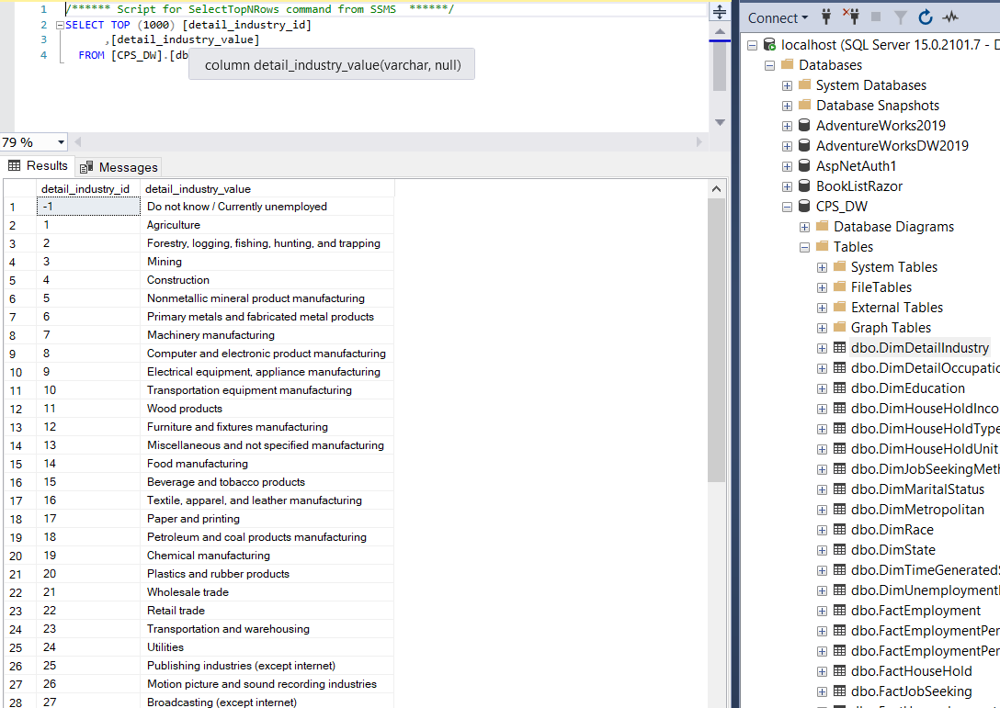 1 /****** Script for SelectTopNRows command from SSMS ******/
2 SELECT TOP (1000) [detail_industry_id]
3 ,[detail_industry_value]
4 FROM [CPS_DW].[db
column detail_industry_value(varchar, null)
79 %
Results Messages
detail_industry_id detail_industry_value
1 -1 Do not know / Currently unemployed
2 1 Agriculture
3 2 Forestry, logging, fishing, hunting, and trapping
4 3 Mining
5 4 Construction
6 5 Nonmetallic mineral product manufacturing
7 6 Primary metals and fabricated metal products
8 7 Machinery manufacturing
9 8 Computer and electronic product manufacturing
10 9 Electrical equipment, appliance manufacturing
11 10 Transportation equipment manufacturing
12 11 Wood products
13 12 Furniture and fixtures manufacturing
14 13 Miscellaneous and not specified manufacturing
15 14 Food manufacturing
16 15 Beverage and tobacco products
17 16 Textile, apparel, and leather manufacturing
18 17 Paper and printing
19 18 Petroleum and coal products manufacturing
20 19 Chemical manufacturing
21 20 Plastics and rubber products
22 21 Wholesale trade
23 22 Retail trade
24 23 Transportation and warehousing
25 24 Utilities
26 25 Publishing industries (except internet)
27 26 Motion picture and sound recording industries
28 27 Broadcasting (except internet)
Connect
localhost (SQL Server 15.0.2101.7 - D
Databases
System Databases
Database Snapshots
AdventureWorks2019
AdventureWorksDW2019
AspNetAuth1
BookListRazor
CPS_DW
Database Diagrams
Tables
System Tables
FileTables
External Tables
Graph Tables
dbo.DimDetailIndustry
dbo.DimDetailOccupatio
dbo.DimEducation
dbo.DimHouseHoldInco
dbo.DimHouseHoldType
dbo.DimHouseHoldUnit
dbo.DimJobSeekingMeth
dbo.DimMaritalStatus
dbo.DimMetropolitan
dbo.DimRace
dbo.DimState
dbo.DimTimeGeneratedS
dbo.DimUnemploymentI
dbo.FactEmployment
dbo.FactEmploymentPer
dbo.FactEmploymentPer
dbo.FactHouseHold
dbo.FactJobSeeking